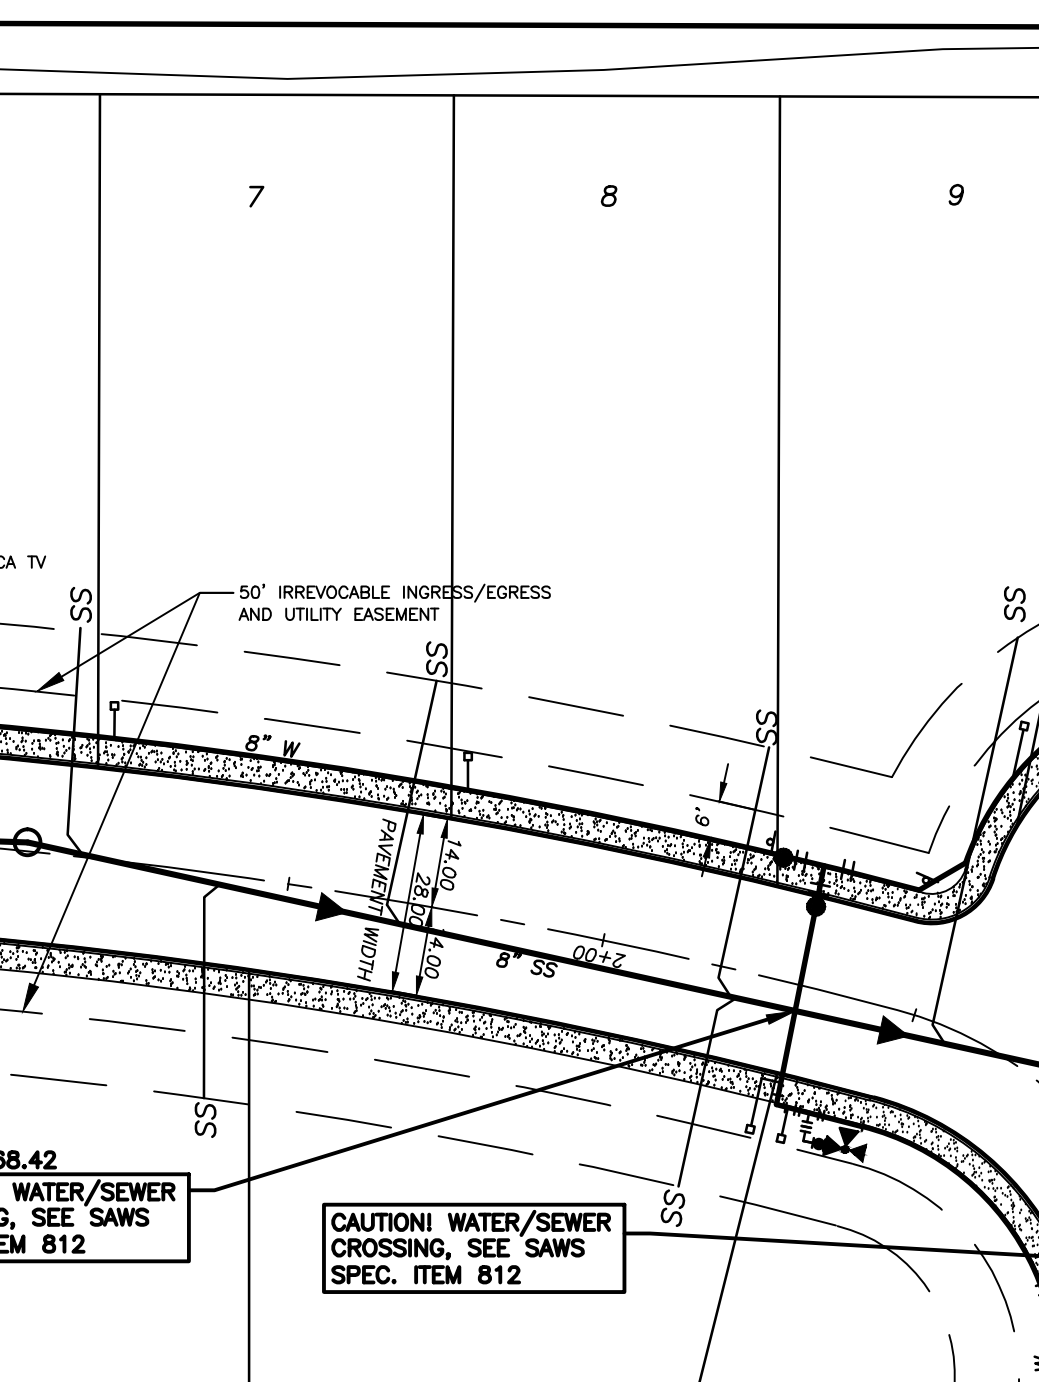 7
8
9
CA TV
50' IRREVOCABLE INGRESS/EGRESS
AND UTILITY EASEMENT
SS
SS
SS
SS
8" W
6'
PAVEMENT WIDTH
14.00
28.00
14.00
8" SS
2+00
SS
SS
68.42
WATER/SEWER
G, SEE SAWS
EM 812
CAUTION! WATER/SEWER
CROSSING, SEE SAWS
SPEC. ITEM 812